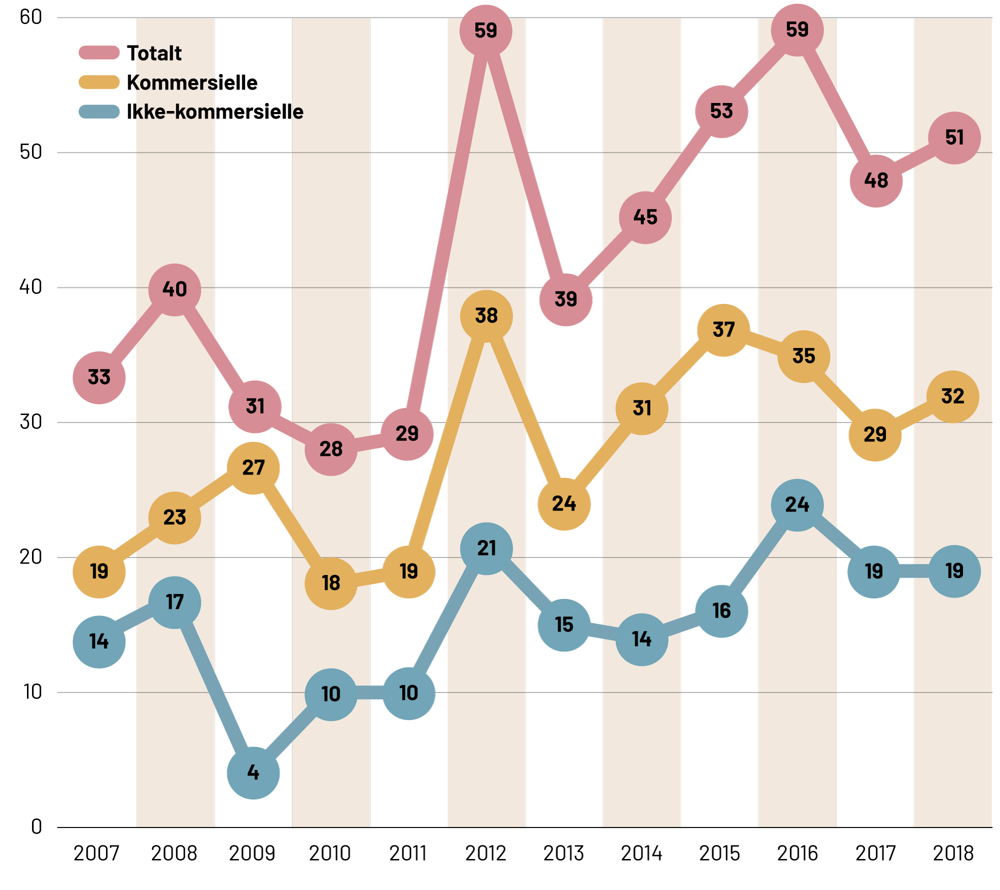 60
Totalt
Kommersielle
Ikke-kommersielle
50
40
30
20
10
0
33 40 31 28 29 59 39 45 53 59 48 51
19 23 27 18 19 38 24 31 37 35 29 32
14 17 4 10 10 21 15 14 16 24 19 19
2007 2008 2009 2010 2011 2012 2013 2014 2015 2016 2017 2018